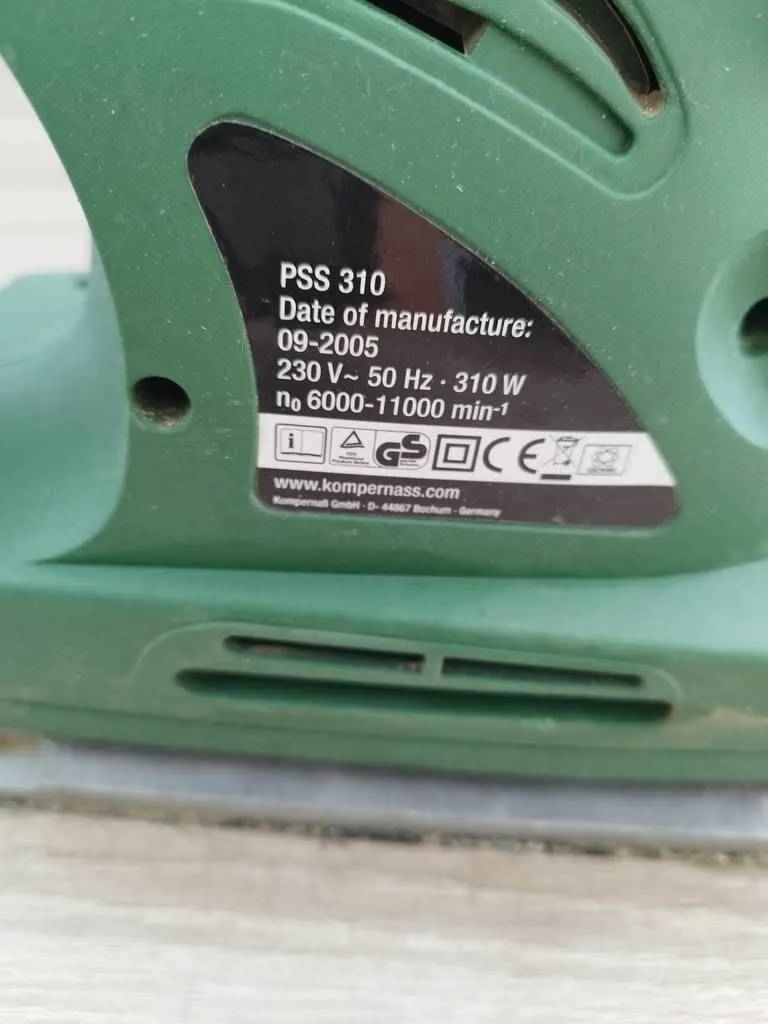 PSS 310
Date of manufacture:
09-2005
230 V~ 50 Hz · 310 W
n₀ 6000-11000 min⁻¹
i GS CE
www.kompernass.com
Kompernaß GmbH · D- 44867 Bochum - Germany